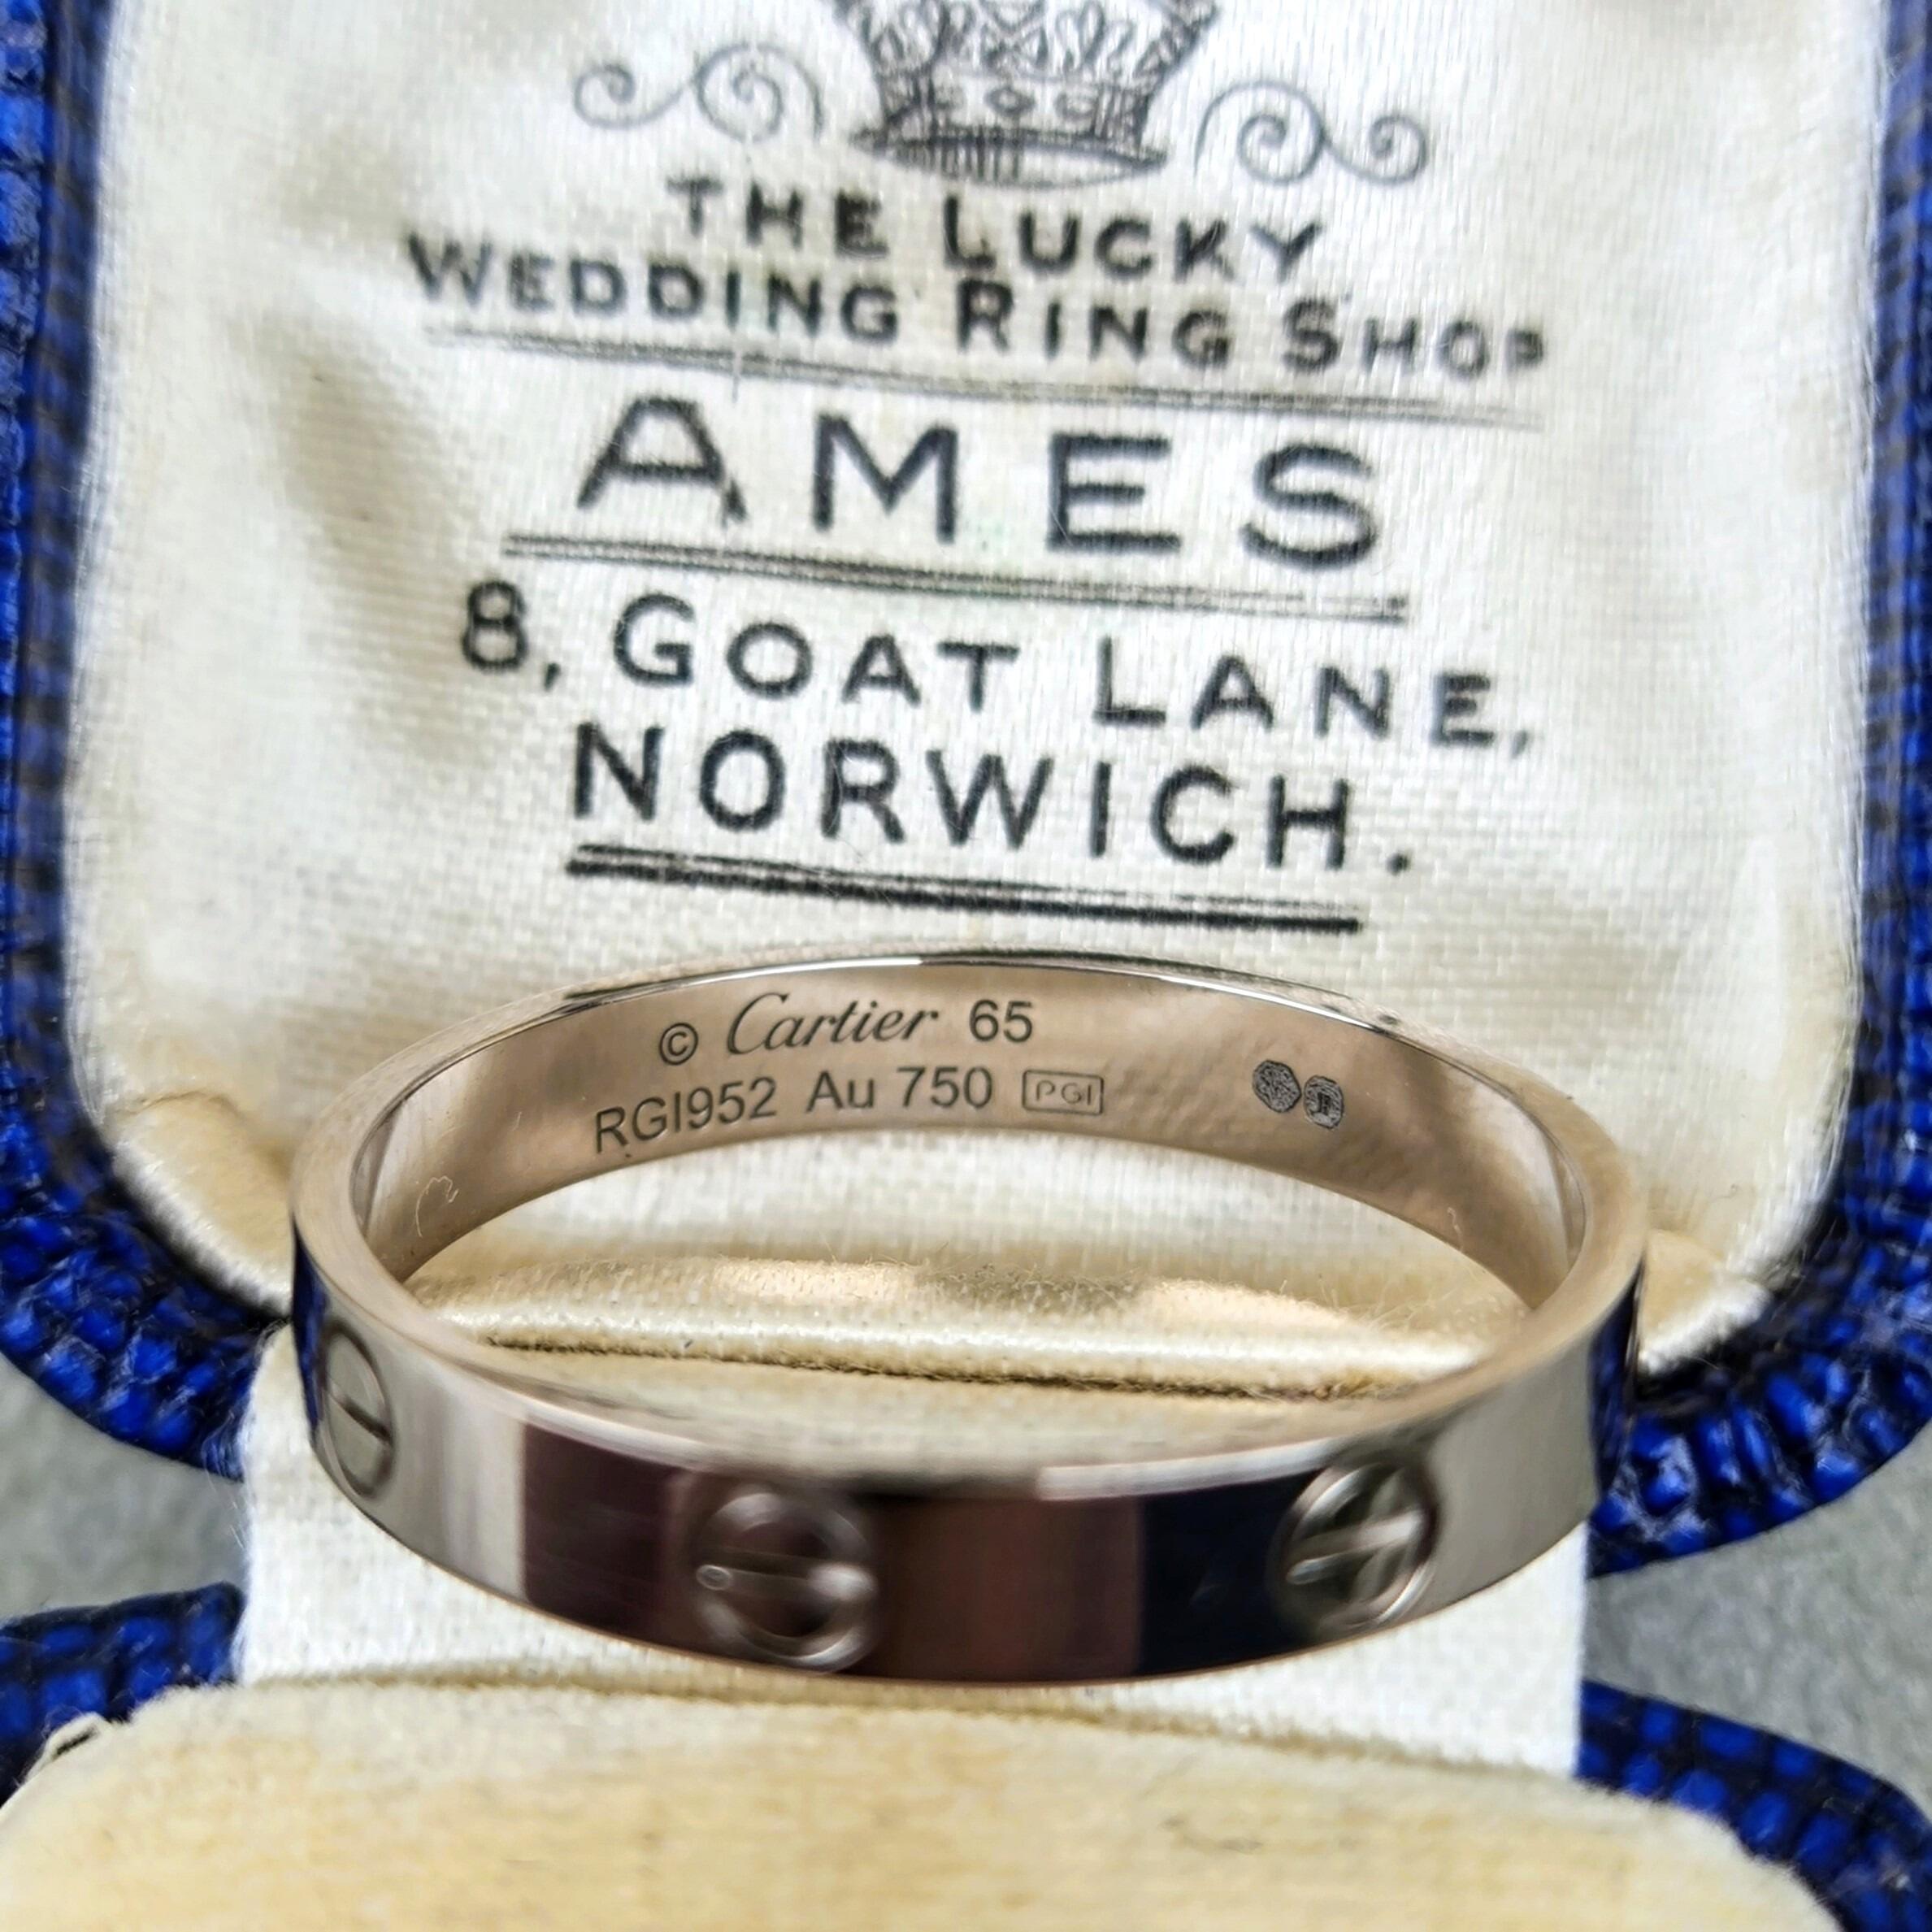 THE LUCKY
WEDDING RING SHOP
AMES
8, GOAT LANE,
NORWICH.
© Cartier 65
RGI952 Au 750 PGI